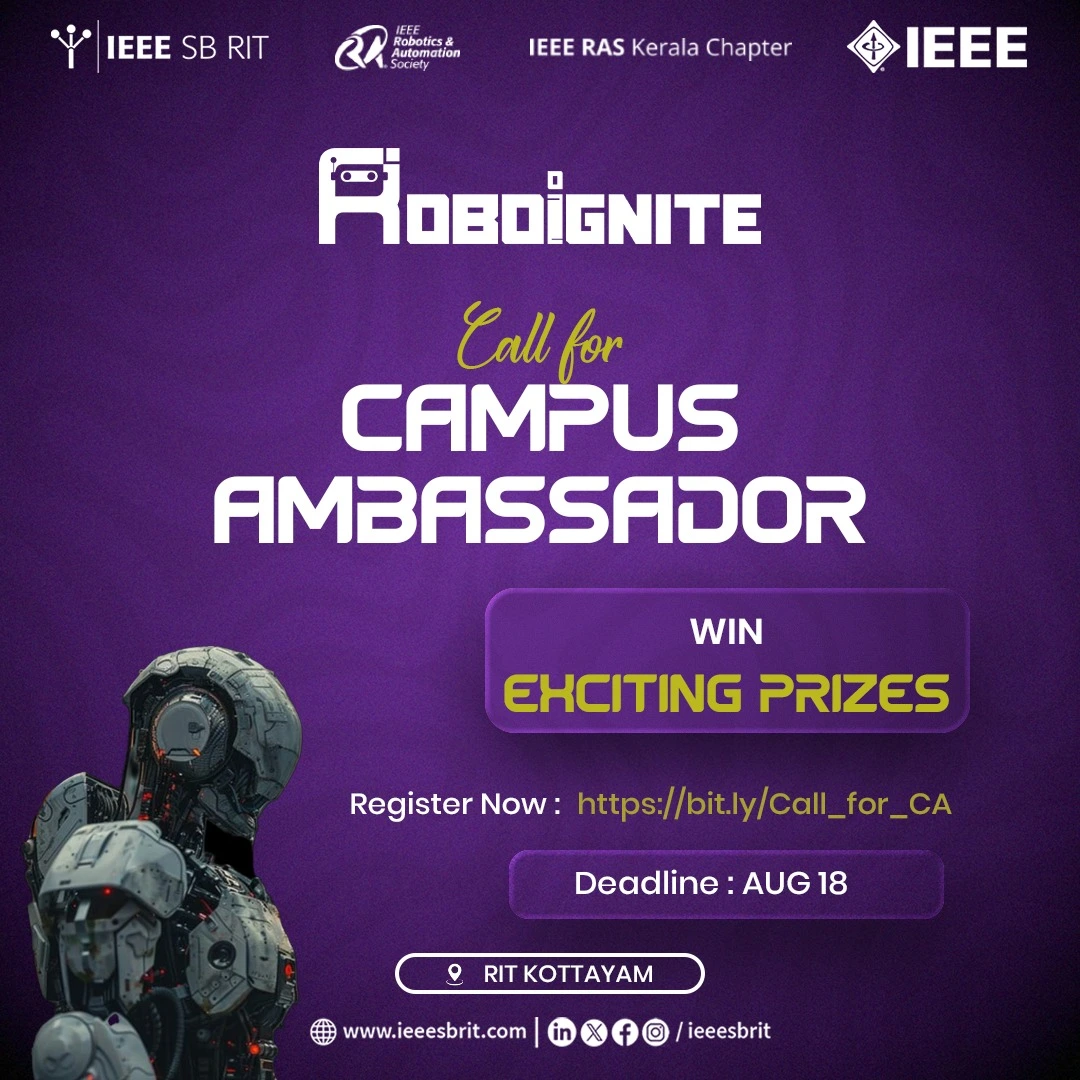 IEEE SB RIT
IEEE
Robotics &
Automation
Society
IEEE RAS Kerala Chapter
IEEE
ROBOIGNITE
Call for
CAMPUS
AMBASSADOR
WIN
EXCITING PRIZES
Register Now : https://bit.ly/Call_for_CA
Deadline : AUG 18
RIT KOTTAYAM
www.ieeesbrit.com | / ieeesbrit